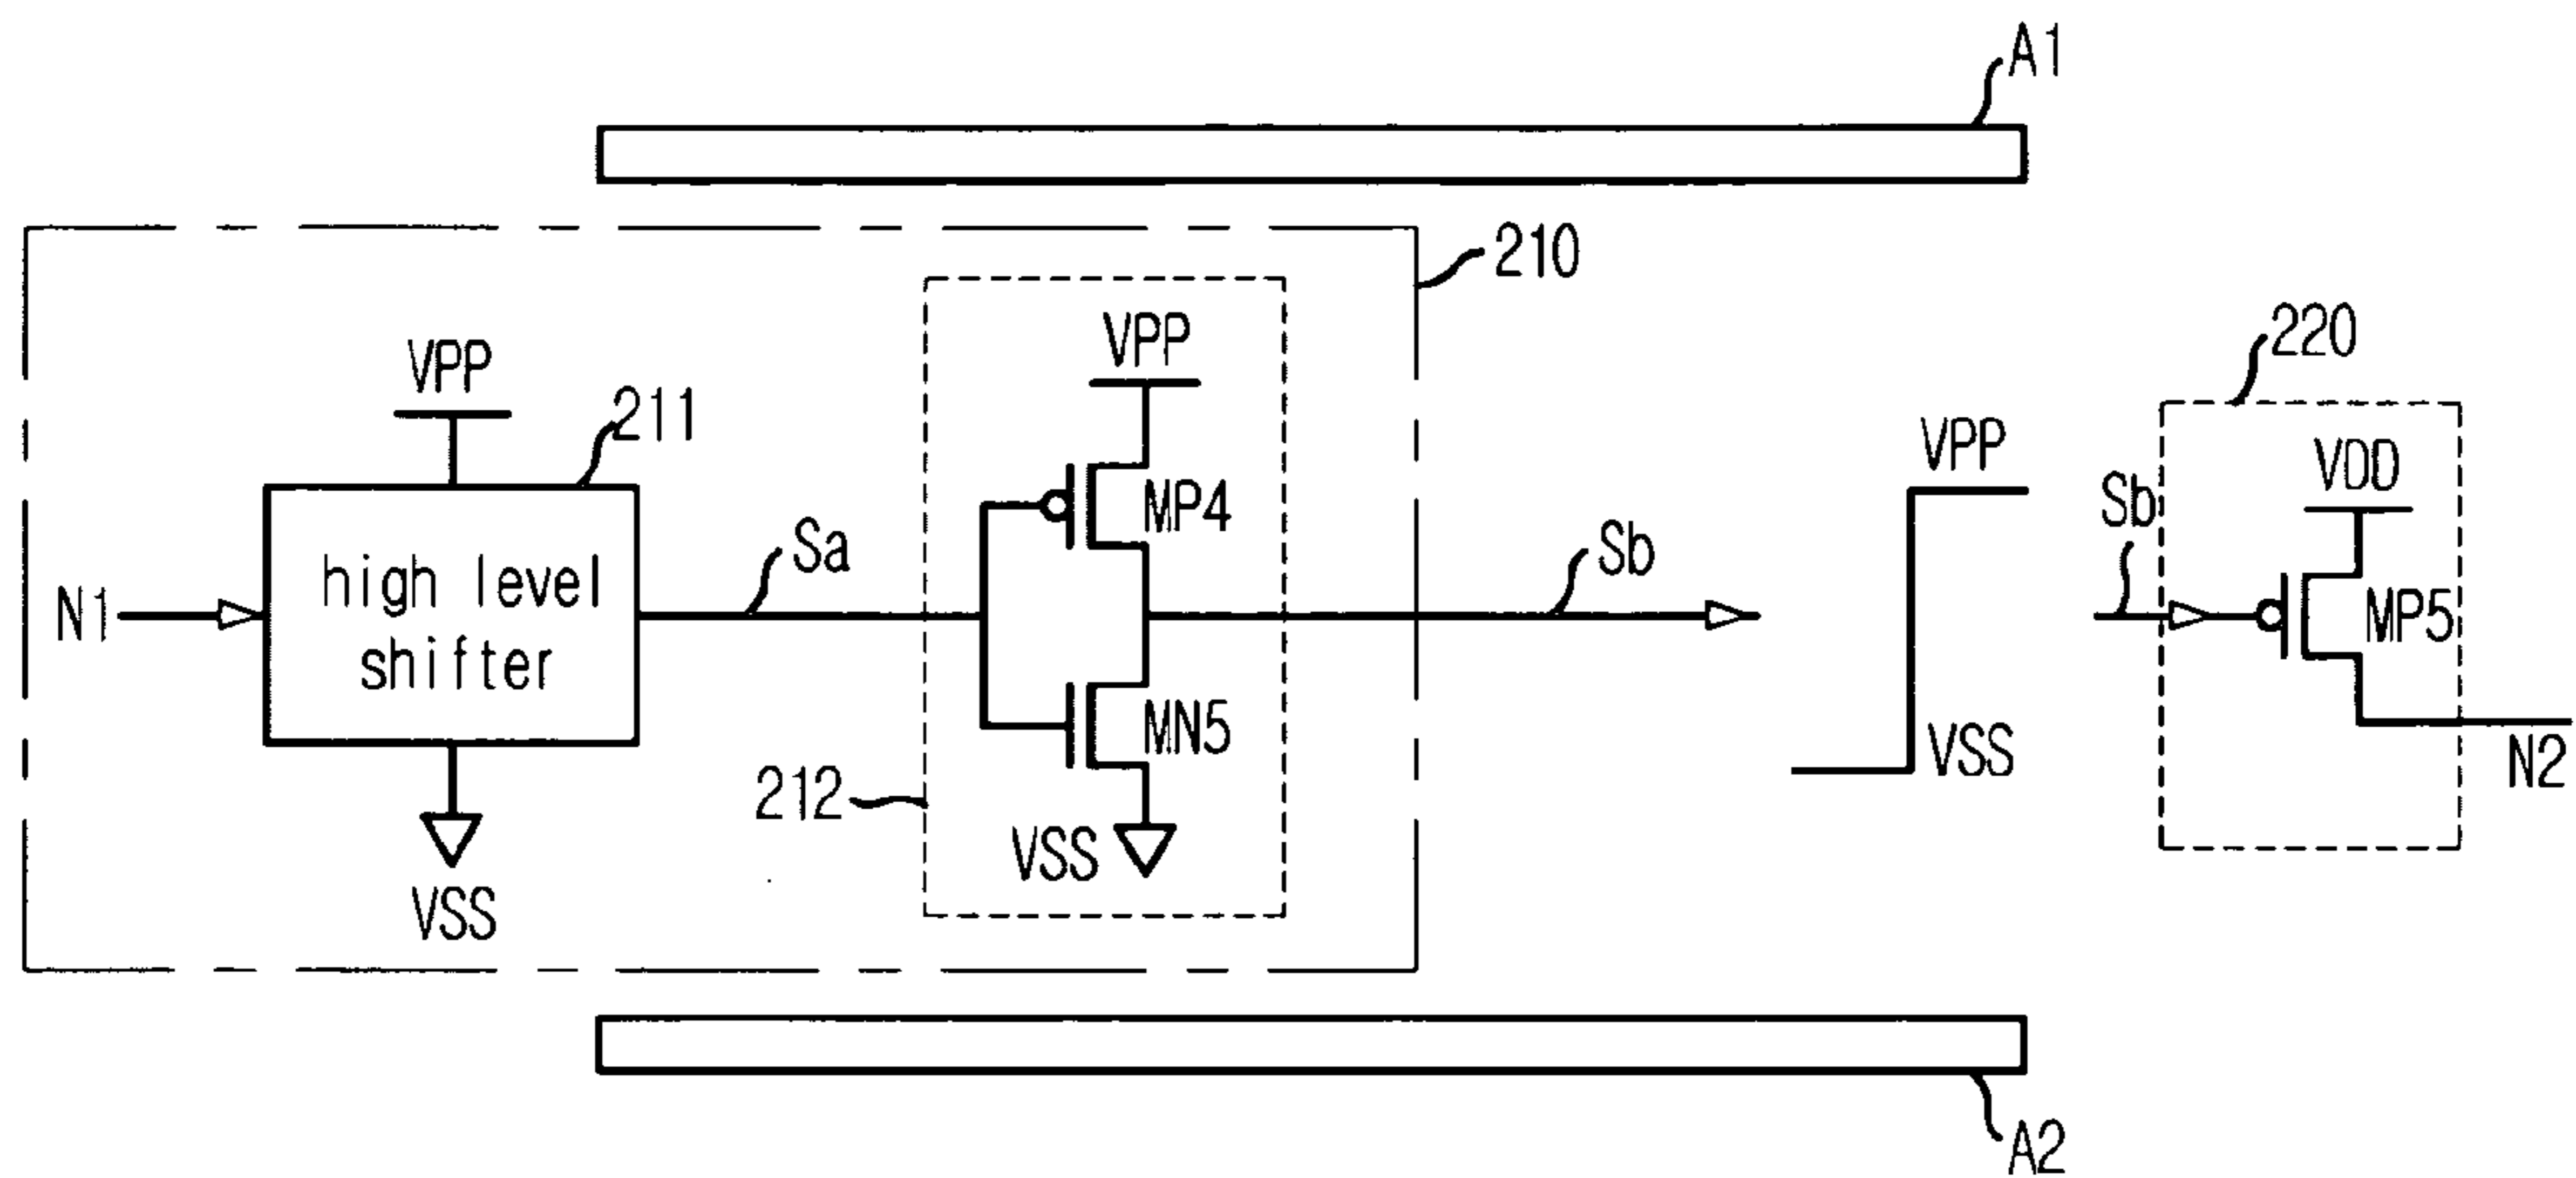 A1
210
VPP
VPP
220
211
VPP
VDD
MP4
Sb
Sa
Sb
high level
N1
MP5
shifter
MN5
VSS
N2
212
VSS
VSS
A2